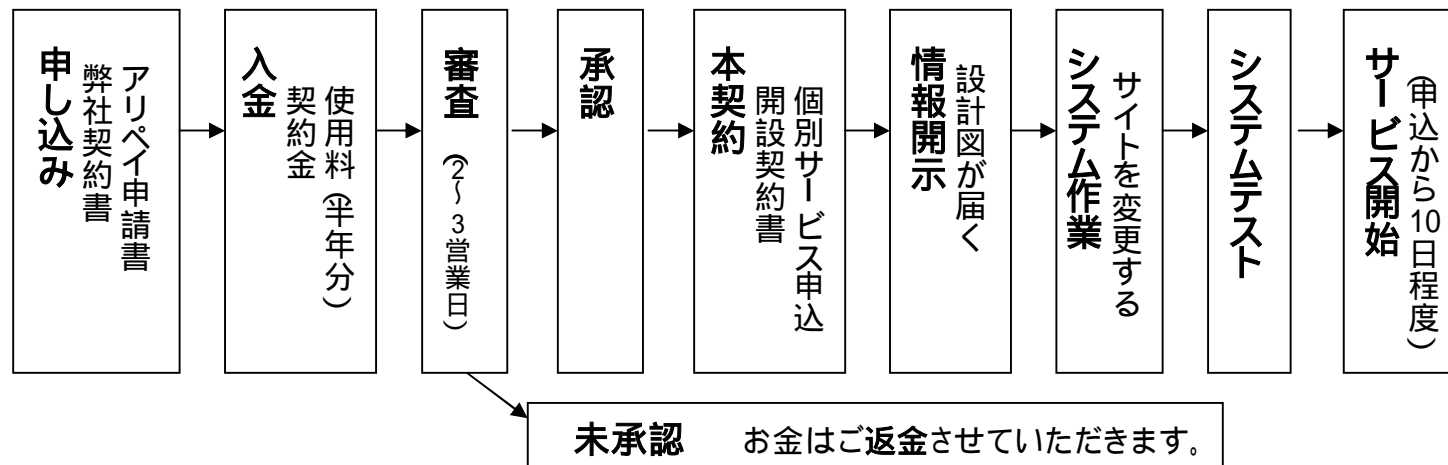 申し込み
アリペイ申請書
弊社契約書
入金
使用料（半年分）
契約金
審査（2～3営業日）
承認
本契約
個別サービス申込
開設契約書
情報開示
設計図が届く
システム作業
サイトを変更する
システムテスト
サービス開始
（申込から10日程度）
未承認　お金はご返金させていただきます。